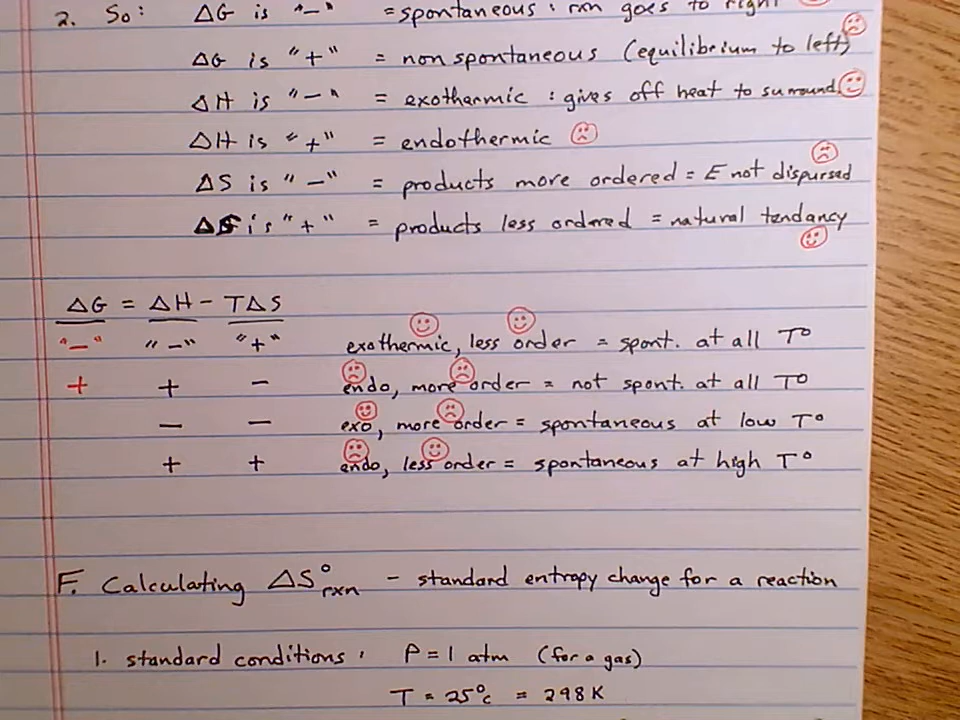 2. So: ΔG is "–" = spontaneous : rxn goes to right
ΔG is "+" = non spontaneous (equilibrium to left)
ΔH is "–" = exothermic : gives off heat to surround.
ΔH is "+" = endothermic
ΔS is "–" = products more ordered = E not dispursed
ΔS is "+" = products less ordered = natural tendancy
ΔG = ΔH – TΔS
"–" "–" "+" exothermic, less order = spont. at all T°
+ + – endo, more order = not spont. at all T°
– – exo, more order = spontaneous at low T°
+ + endo, less order = spontaneous at high T°
F. Calculating ΔS°rxn – standard entropy change for a reaction
1. standard conditions : P = 1 atm (for a gas)
T = 25°C = 298 K